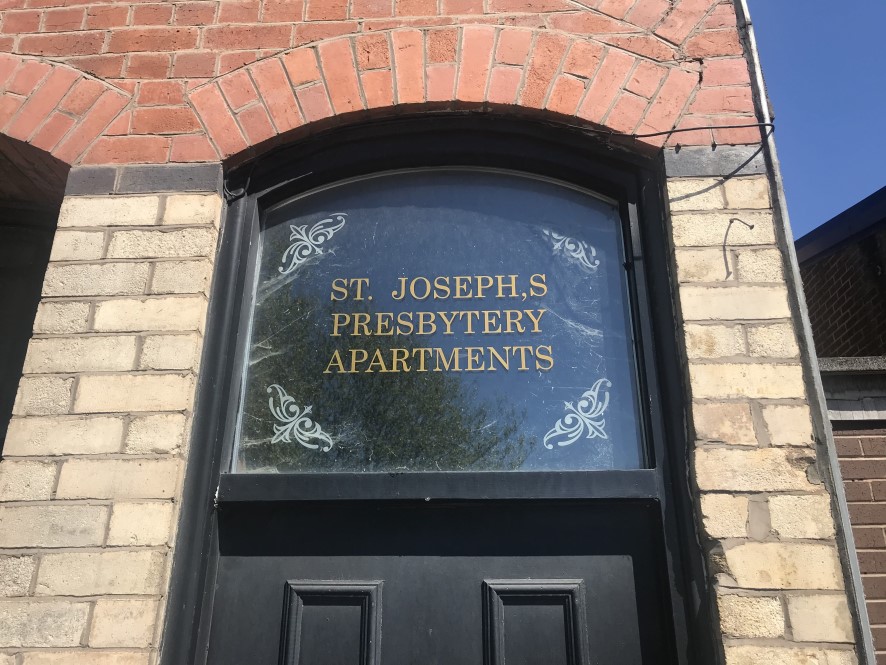 ST. JOSEPH,S
PRESBYTERY
APARTMENTS